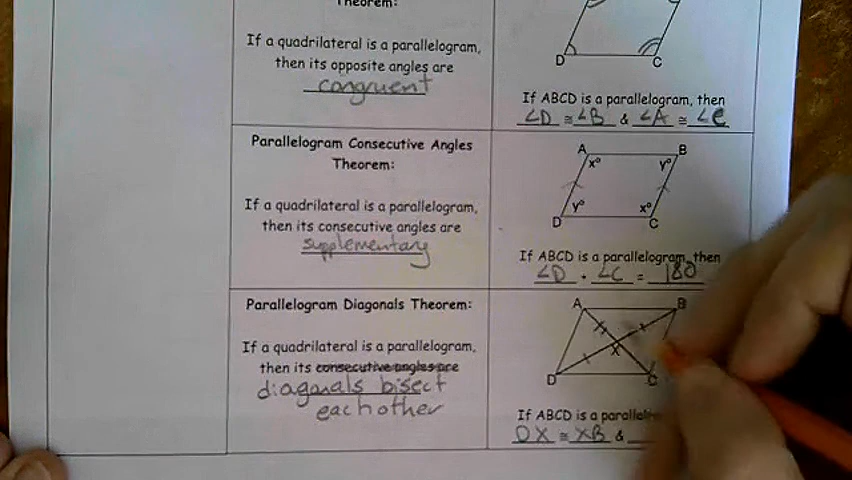 Theorem:
If a quadrilateral is a parallelogram,
then its opposite angles are
congruent
D C
If ABCD is a parallelogram, then
∠D ≅ ∠B & ∠A ≅ ∠C
Parallelogram Consecutive Angles
Theorem:
If a quadrilateral is a parallelogram,
then its consecutive angles are
supplementary
A B
x° y°
y° x°
D C
If ABCD is a parallelogram, then
∠D + ∠C = 180
Parallelogram Diagonals Theorem:
If a quadrilateral is a parallelogram,
then its consecutive angles are
diagonals bisect
each other
A B
X
D C
If ABCD is a
DX ≅ XB &